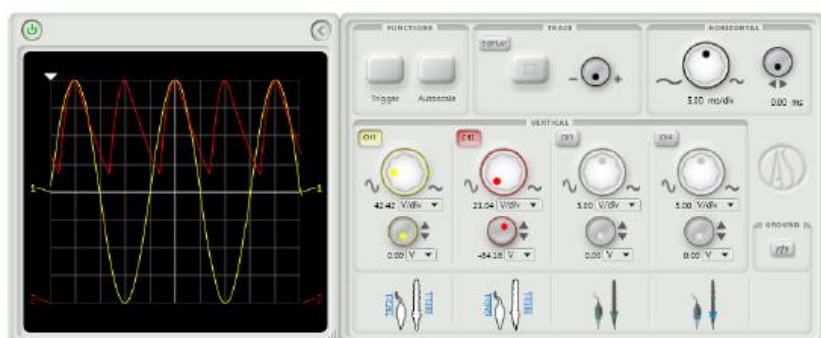 FUNCTIONS
TRACE
HORIZONTAL
DISPLAY
Trigger
Autoscale
- +
5.00 ms/div
0.00 ms
VERTICAL
CH1
CH2
CH3
CH4
42.42 V/div
21.04 V/div
5.00 V/div
5.00 V/div
0.00 V
-84.16 V
0.00 V
0.00 V
GROUND
1
1
2
2